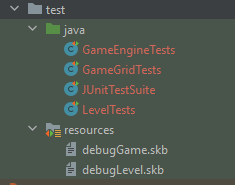 test
java
GameEngineTests
GameGridTests
JUnitTestSuite
LevelTests
resources
debugGame.skb
debugLevel.skb